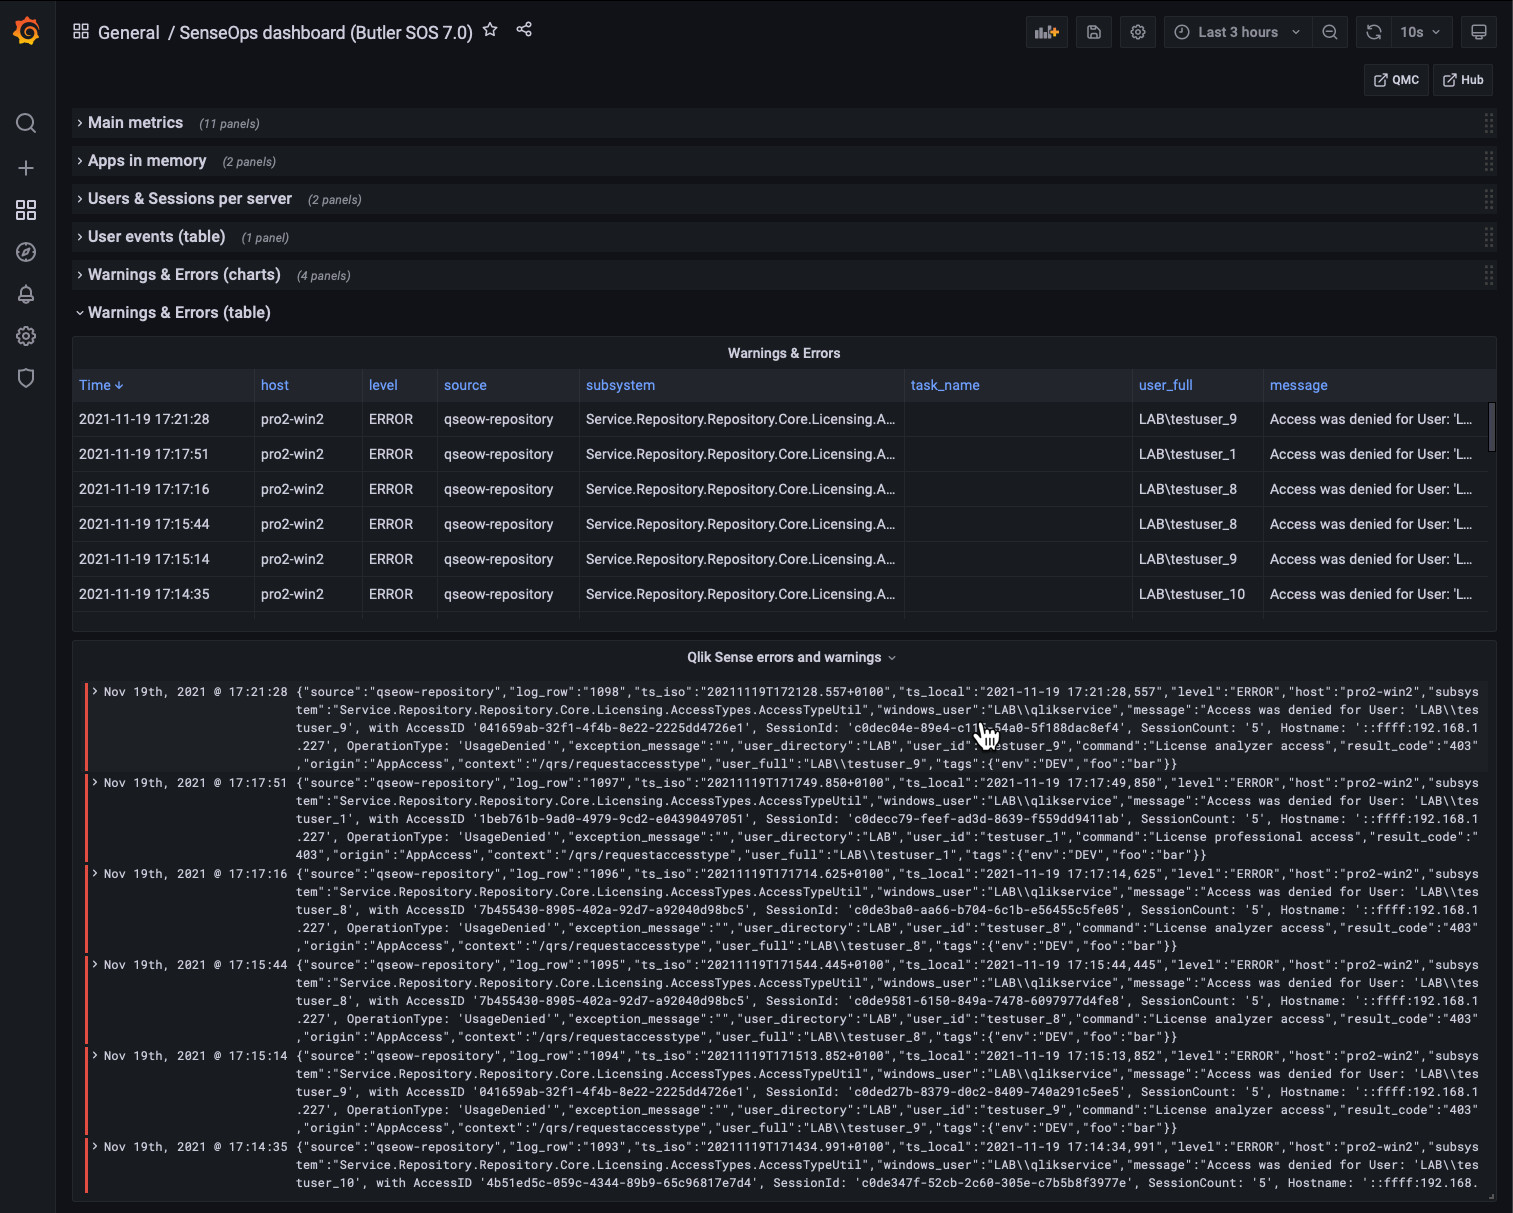 General / SenseOps dashboard (Butler SOS 7.0)
Last 3 hours
10s
QMC
Hub
Main metrics (11 panels)
Apps in memory (2 panels)
Users & Sessions per server (2 panels)
User events (table) (1 panel)
Warnings & Errors (charts) (4 panels)
Warnings & Errors (table)
Warnings & Errors
Time host level source subsystem task_name user_full message
2021-11-19 17:21:28 pro2-win2 ERROR qseow-repository Service.Repository.Repository.Core.Licensing.A... LAB\testuser_9 Access was denied for User: 'L...
2021-11-19 17:17:51 pro2-win2 ERROR qseow-repository Service.Repository.Repository.Core.Licensing.A... LAB\testuser_1 Access was denied for User: 'L...
2021-11-19 17:17:16 pro2-win2 ERROR qseow-repository Service.Repository.Repository.Core.Licensing.A... LAB\testuser_8 Access was denied for User: 'L...
2021-11-19 17:15:44 pro2-win2 ERROR qseow-repository Service.Repository.Repository.Core.Licensing.A... LAB\testuser_8 Access was denied for User: 'L...
2021-11-19 17:15:14 pro2-win2 ERROR qseow-repository Service.Repository.Repository.Core.Licensing.A... LAB\testuser_9 Access was denied for User: 'L...
2021-11-19 17:14:35 pro2-win2 ERROR qseow-repository Service.Repository.Repository.Core.Licensing.A... LAB\testuser_10 Access was denied for User: 'L...
Qlik Sense errors and warnings
Nov 19th, 2021 @ 17:21:28 {"source":"qseow-repository","log_row":"1098","ts_iso":"20211119T172128.557+0100","ts_local":"2021-11-19 17:21:28,557","level":"ERROR","host":"pro2-win2","subsys
tem":"Service.Repository.Repository.Core.Licensing.AccessTypes.AccessTypeUtil","windows_user":"LAB\\qlikservice","message":"Access was denied for User: 'LAB\\tes
tuser_9', with AccessID '041659ab-32f1-4f4b-8e22-2225dd4726e1', SessionId: SessionCount: '5', Hostname: '::ffff:192.168.1
.227', OperationType: 'UsageDenied'","exception_message":"","user_directory":"LAB","user_id": "command":"License analyzer access","result_code":"403"
,"origin":"AppAccess","context":"/qrs/requestaccesstype","user_full":"LAB\\testuser_9","tags":{"env":"DEV","foo":"bar"}}
Nov 19th, 2021 @ 17:17:51 {"source":"qseow-repository","log_row":"1097","ts_iso":"20211119T171749.850+0100","ts_local":"2021-11-19 17:17:49,850","level":"ERROR","host":"pro2-win2","subsys
tem":"Service.Repository.Repository.Core.Licensing.AccessTypes.AccessTypeUtil","windows_user":"LAB\\qlikservice","message":"Access was denied for User: 'LAB\\tes
tuser_1', with AccessID '1beb761b-9ad0-4979-9cd2-e04390497051', SessionId: 'c0decc79-feef-ad3d-8639-f559dd9411ab', SessionCount: '5', Hostname: '::ffff:192.168.1
.227', OperationType: 'UsageDenied'","exception_message":"","user_directory":"LAB","user_id":"testuser_1","command":"License professional access","result_code":"
403","origin":"AppAccess","context":"/qrs/requestaccesstype","user_full":"LAB\\testuser_1","tags":{"env":"DEV","foo":"bar"}}
Nov 19th, 2021 @ 17:17:16 {"source":"qseow-repository","log_row":"1096","ts_iso":"20211119T171714.625+0100","ts_local":"2021-11-19 17:17:14,625","level":"ERROR","host":"pro2-win2","subsys
tem":"Service.Repository.Repository.Core.Licensing.AccessTypes.AccessTypeUtil","windows_user":"LAB\\qlikservice","message":"Access was denied for User: 'LAB\\tes
tuser_8', with AccessID '7b455430-8905-402a-92d7-a92040d98bc5', SessionId: 'c0de3ba0-aa66-b704-6c1b-e56455c5fe05', SessionCount: '5', Hostname: '::ffff:192.168.1
.227', OperationType: 'UsageDenied'","exception_message":"","user_directory":"LAB","user_id":"testuser_8","command":"License analyzer access","result_code":"403"
,"origin":"AppAccess","context":"/qrs/requestaccesstype","user_full":"LAB\\testuser_8","tags":{"env":"DEV","foo":"bar"}}
Nov 19th, 2021 @ 17:15:44 {"source":"qseow-repository","log_row":"1095","ts_iso":"20211119T171544.445+0100","ts_local":"2021-11-19 17:15:44,445","level":"ERROR","host":"pro2-win2","subsys
tem":"Service.Repository.Repository.Core.Licensing.AccessTypes.AccessTypeUtil","windows_user":"LAB\\qlikservice","message":"Access was denied for User: 'LAB\\tes
tuser_8', with AccessID '7b455430-8905-402a-92d7-a92040d98bc5', SessionId: 'c0de9581-6150-849a-7478-6097977d4fe8', SessionCount: '5', Hostname: '::ffff:192.168.1
.227', OperationType: 'UsageDenied'","exception_message":"","user_directory":"LAB","user_id":"testuser_8","command":"License analyzer access","result_code":"403"
,"origin":"AppAccess","context":"/qrs/requestaccesstype","user_full":"LAB\\testuser_8","tags":{"env":"DEV","foo":"bar"}}
Nov 19th, 2021 @ 17:15:14 {"source":"qseow-repository","log_row":"1094","ts_iso":"20211119T171513.852+0100","ts_local":"2021-11-19 17:15:13,852","level":"ERROR","host":"pro2-win2","subsys
tem":"Service.Repository.Repository.Core.Licensing.AccessTypes.AccessTypeUtil","windows_user":"LAB\\qlikservice","message":"Access was denied for User: 'LAB\\tes
tuser_9', with AccessID '041659ab-32f1-4f4b-8e22-2225dd4726e1', SessionId: 'c0ded27b-8379-d0c2-8409-740a291c5ee5', SessionCount: '5', Hostname: '::ffff:192.168.1
.227', OperationType: 'UsageDenied'","exception_message":"","user_directory":"LAB","user_id":"testuser_9","command":"License analyzer access","result_code":"403"
,"origin":"AppAccess","context":"/qrs/requestaccesstype","user_full":"LAB\\testuser_9","tags":{"env":"DEV","foo":"bar"}}
Nov 19th, 2021 @ 17:14:35 {"source":"qseow-repository","log_row":"1093","ts_iso":"20211119T171434.991+0100","ts_local":"2021-11-19 17:14:34,991","level":"ERROR","host":"pro2-win2","subsys
tem":"Service.Repository.Repository.Core.Licensing.AccessTypes.AccessTypeUtil","windows_user":"LAB\\qlikservice","message":"Access was denied for User: 'LAB\\tes
tuser_10', with AccessID '4b51ed5c-059c-4344-89b9-65c96817e7d4', SessionId: 'c0de347f-52cb-2c60-305e-c7b5b8f3977e', SessionCount: '5', Hostname: '::ffff:192.168.